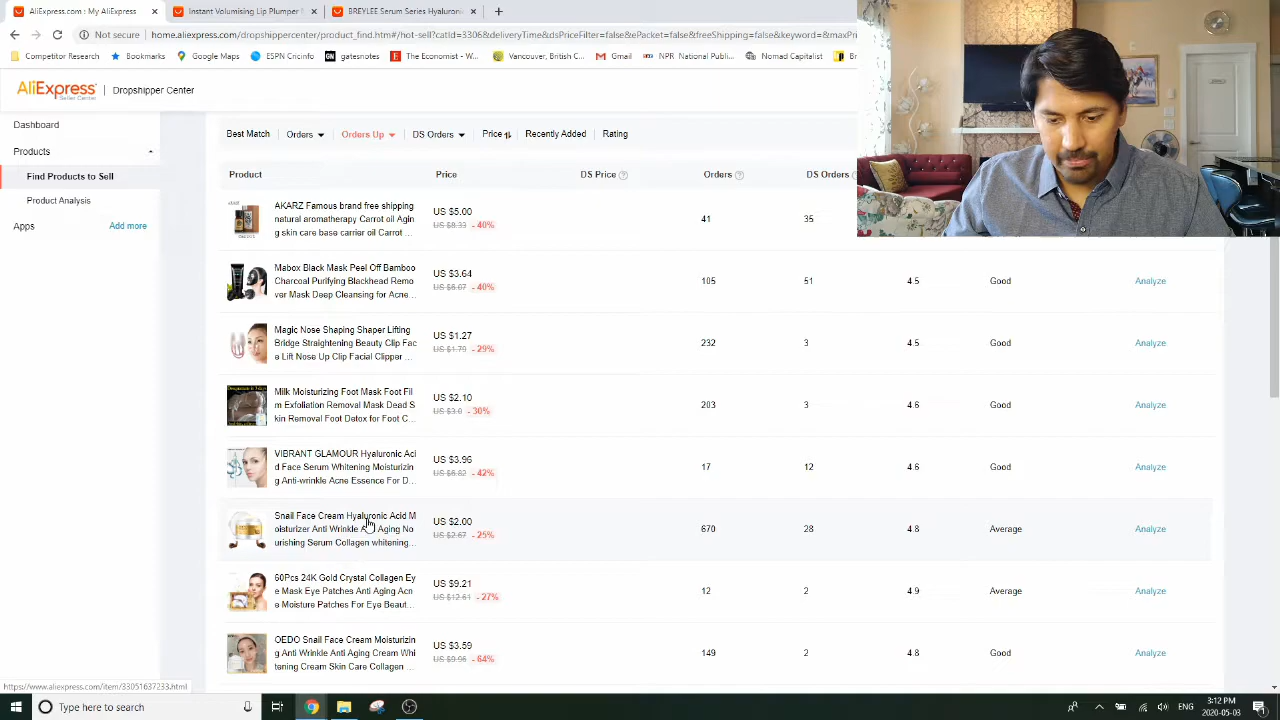 AliExpress
Instant Volumising Lip Plumper M
BREYLEE Serum Series Hyaluronic
Not secure | home.aliexpress.com/dropshippercenter/product_mining.htm#/hot-sell?catId=3306&deliveryTime&dsPriceFilter=false&ePacket=false&freeShipping=false&keyword=&maxPri
Competitor Research
Bookmarks
Google Maps
ESPN Cricinfo
gatenotes
The Economist - W...
Vancouver, British C...
Gmail
NPR National Publ...
Nomad Capitalist
AliExpress
Seller Center
Dropshipper Center
Dashboard
Products
Find Products to Sell
Product Analysis
Apps
Add more
Best Match Orders Orders Up DS Orders Price Recently Added Rating
Product Price DS Price Orders DS Orders
AKARZ Famous brand free shipping
natural aromatherapy Carrot oil Agin
g skin care base carrier oil Carrot ...
US $5.00
US $8.33 - 40%
41 35
Mabox Black Mask Peel Off Bamboo
Charcoal Purifying Blackhead Remo
ver Mask Deep Cleansing for Acne...
US $3.64
US $6.07 - 40%
105 51 4.5 Good Analyze
Magic Nose Shaping Shaper Lifting
Bridge Straightening Beauty Clip Fac
e Lift Nose Up Clip Facial Clipper ...
US $1.27
US $1.79 - 29%
232 3 4.5 Good Analyze
Milk Moisturizing Foot Mask Foot Fil
m Exfoliation Removal Mask Dead S
kin Removal Foot Detox for Foot C...
US $2.10
US $3.0 - 30%
203 3 4.6 Good Analyze
VIBRANT GLAMOUR Hyaluronic Aci
d Face Serum Whitening Moisturizin
g Anti-Aging Acne Essence For D...
US $3.96
US $6.82 - 42%
17 12 4.6 Good Analyze
Snail Face Cream Hyaluronic Acid M
oisturizer Anti Wrinkle Anti Aging No
urishing Serum Collagen whitening...
US $2.00
US $2.67 - 25%
670 28 4.8 Average Analyze
60Pcs 24K Gold Crystal Collagen Ey
e Mask Eye Patches Anti Aging Acn
e Moisture Patches For Eye Beaut...
US $9.21
US $12.61 - 27%
12 2 4.9 Average Analyze
OEDO Snail Face Cream Moisturizin
g Anti Wrinkle Anti Aging Cream Whi
tening Cream Skin Care Collagen ...
US $3.59
US $9.96 - 64%
149 2 4.8 Good Analyze
https://www.aliexpress.com/item/33051637233.html
Type here to search
3:12 PM
2020-05-03